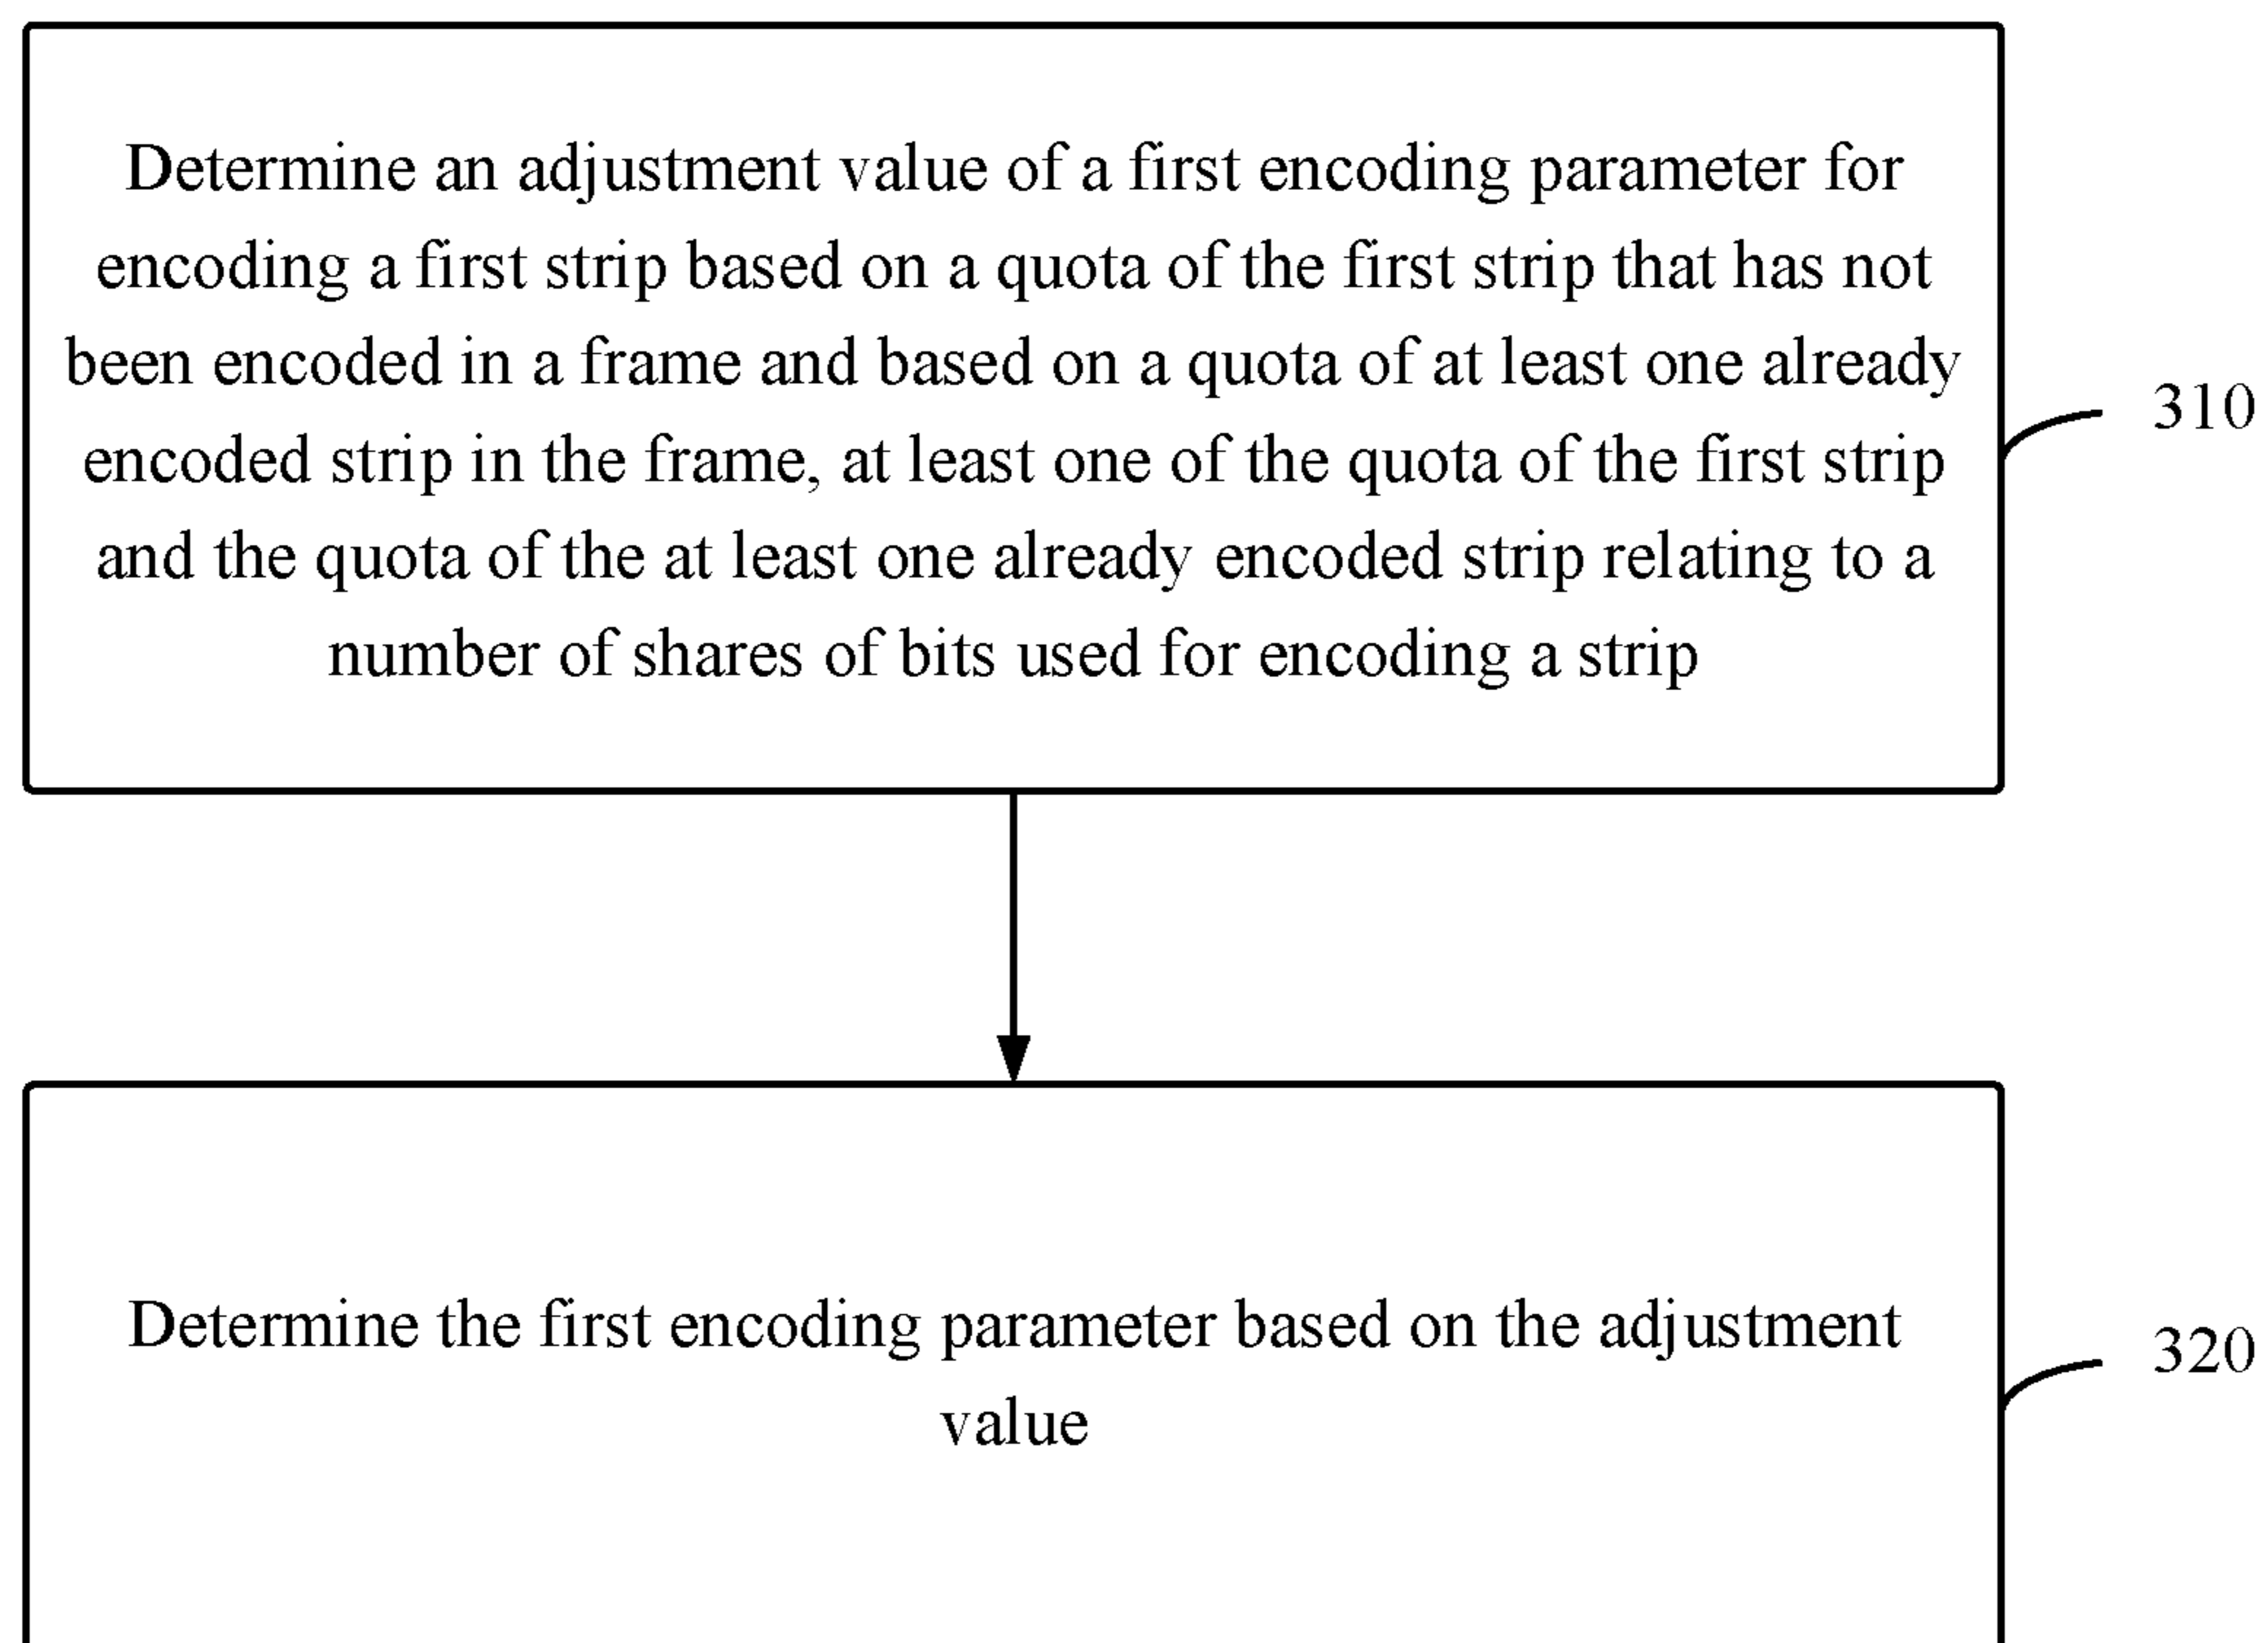 Determine an adjustment value of a first encoding parameter for
encoding a first strip based on a quota of the first strip that has not
been encoded in a frame and based on a quota of at least one already
encoded strip in the frame, at least one of the quota of the first strip
and the quota of the at least one already encoded strip relating to a
number of shares of bits used for encoding a strip
310
Determine the first encoding parameter based on the adjustment
value
320